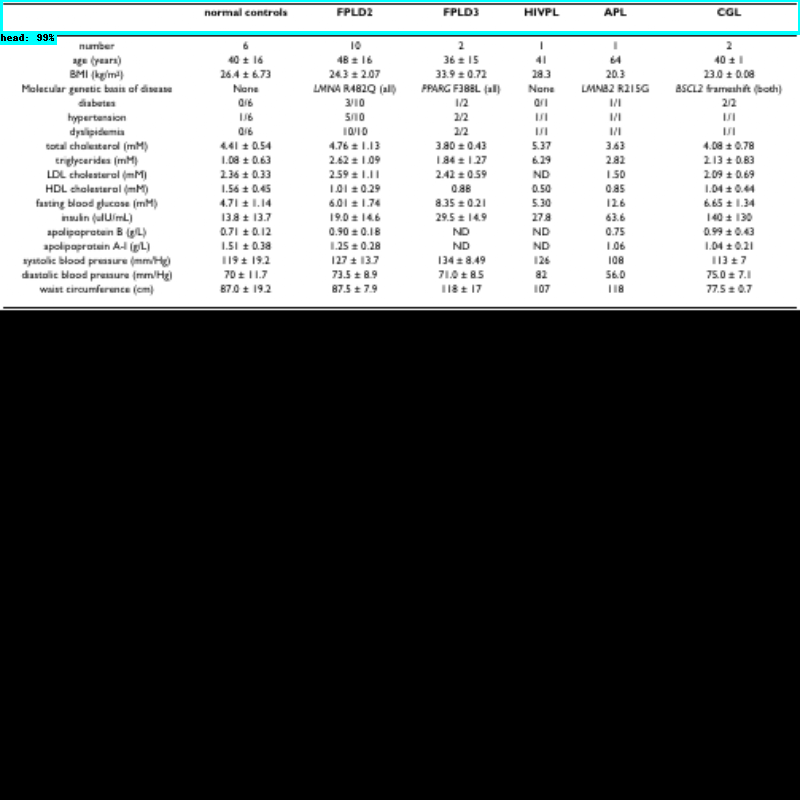 normal controls FPLD2 FPLD3 HIVPL APL CGL
head: 99%
number 6 10 2 1 1 2
age (years) 40 ± 16 48 ± 16 36 ± 15 41 64 40 ± 1
BMI (kg/m²) 26.4 ± 6.73 24.3 ± 2.07 33.9 ± 0.72 28.3 20.3 23.0 ± 0.08
Molecular genetic basis of disease None LMNA R482Q (all) PPARG F388L (all) None LMNB2 R215G BSCL2 frameshift (both)
diabetes 0/6 3/10 1/2 0/1 1/1 2/2
hypertension 1/6 5/10 2/2 1/1 1/1 1/1
dyslipidemia 0/6 10/10 2/2 1/1 1/1 1/1
total cholesterol (mM) 4.41 ± 0.54 4.76 ± 1.13 3.80 ± 0.43 5.37 3.63 4.08 ± 0.78
triglycerides (mM) 1.08 ± 0.63 2.62 ± 1.09 1.84 ± 1.27 6.29 2.82 2.13 ± 0.83
LDL cholesterol (mM) 2.36 ± 0.33 2.59 ± 1.11 2.42 ± 0.59 ND 1.50 2.09 ± 0.69
HDL cholesterol (mM) 1.56 ± 0.45 1.01 ± 0.29 0.88 0.50 0.85 1.04 ± 0.44
fasting blood glucose (mM) 4.71 ± 1.14 6.01 ± 1.74 8.35 ± 0.21 5.30 12.6 6.65 ± 1.34
insulin (uIU/mL) 13.8 ± 13.7 19.0 ± 14.6 29.5 ± 14.9 27.8 63.6 140 ± 130
apolipoprotein B (g/L) 0.71 ± 0.12 0.90 ± 0.18 ND ND 0.75 0.99 ± 0.43
apolipoprotein A-I (g/L) 1.51 ± 0.38 1.25 ± 0.28 ND ND 1.06 1.04 ± 0.21
systolic blood pressure (mm/Hg) 119 ± 19.2 127 ± 13.7 134 ± 8.49 126 108 113 ± 7
diastolic blood pressure (mm/Hg) 70 ± 11.7 73.5 ± 8.9 71.0 ± 8.5 82 56.0 75.0 ± 7.1
waist circumference (cm) 87.0 ± 19.2 87.5 ± 7.9 118 ± 17 107 118 77.5 ± 0.7